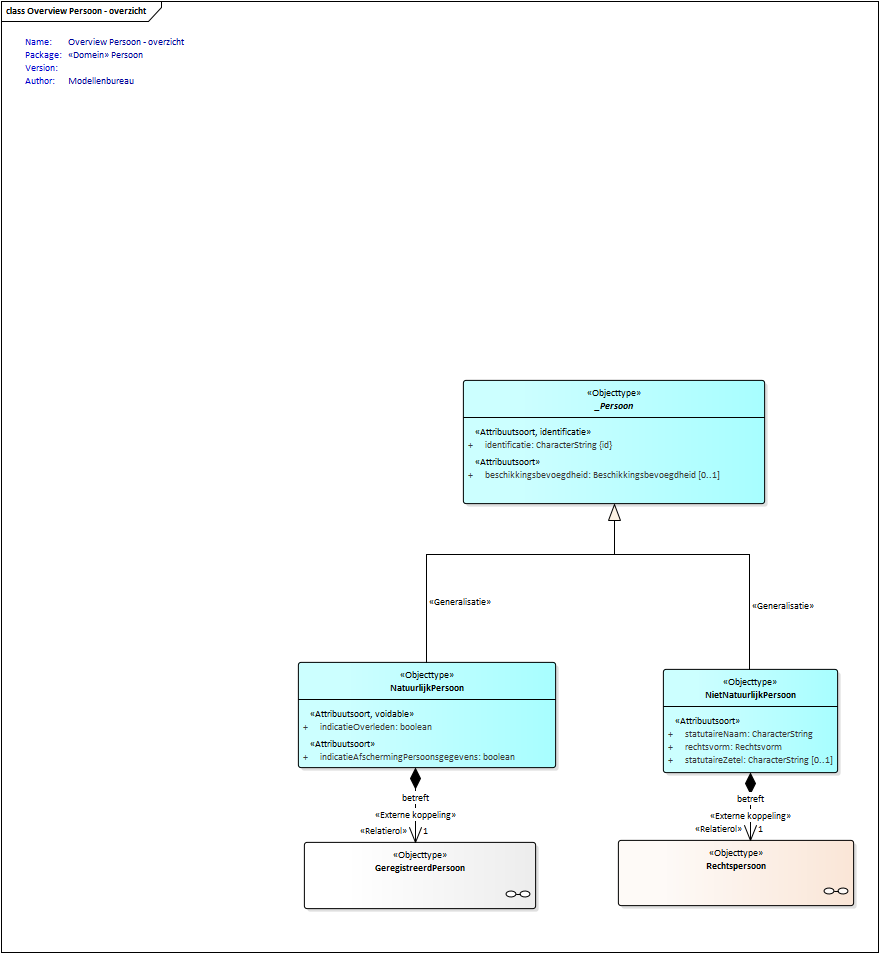 class Overview Persoon - overzicht
Name: Overview Persoon - overzicht
Package: «Domein» Persoon
Version:
Author: Modellenbureau
«Objecttype»
_Persoon
«Attribuutsoort, identificatie»
+ identificatie: CharacterString {id}
«Attribuutsoort»
+ beschikkingsbevoegdheid: Beschikkingsbevoegdheid [0..1]
«Generalisatie»
«Generalisatie»
«Objecttype»
NatuurlijkPersoon
«Attribuutsoort, voidable»
+ indicatieOverleden: boolean
«Attribuutsoort»
+ indicatieAfschermingPersoonsgegevens: boolean
«Objecttype»
NietNatuurlijkPersoon
«Attribuutsoort»
+ statutaireNaam: CharacterString
+ rechtsvorm: Rechtsvorm
+ statutaireZetel: CharacterString [0..1]
betreft
«Externe koppeling»
«Relatierol» 1
betreft
«Externe koppeling»
«Relatierol» 1
«Objecttype»
GeregistreerdPersoon
«Objecttype»
Rechtspersoon